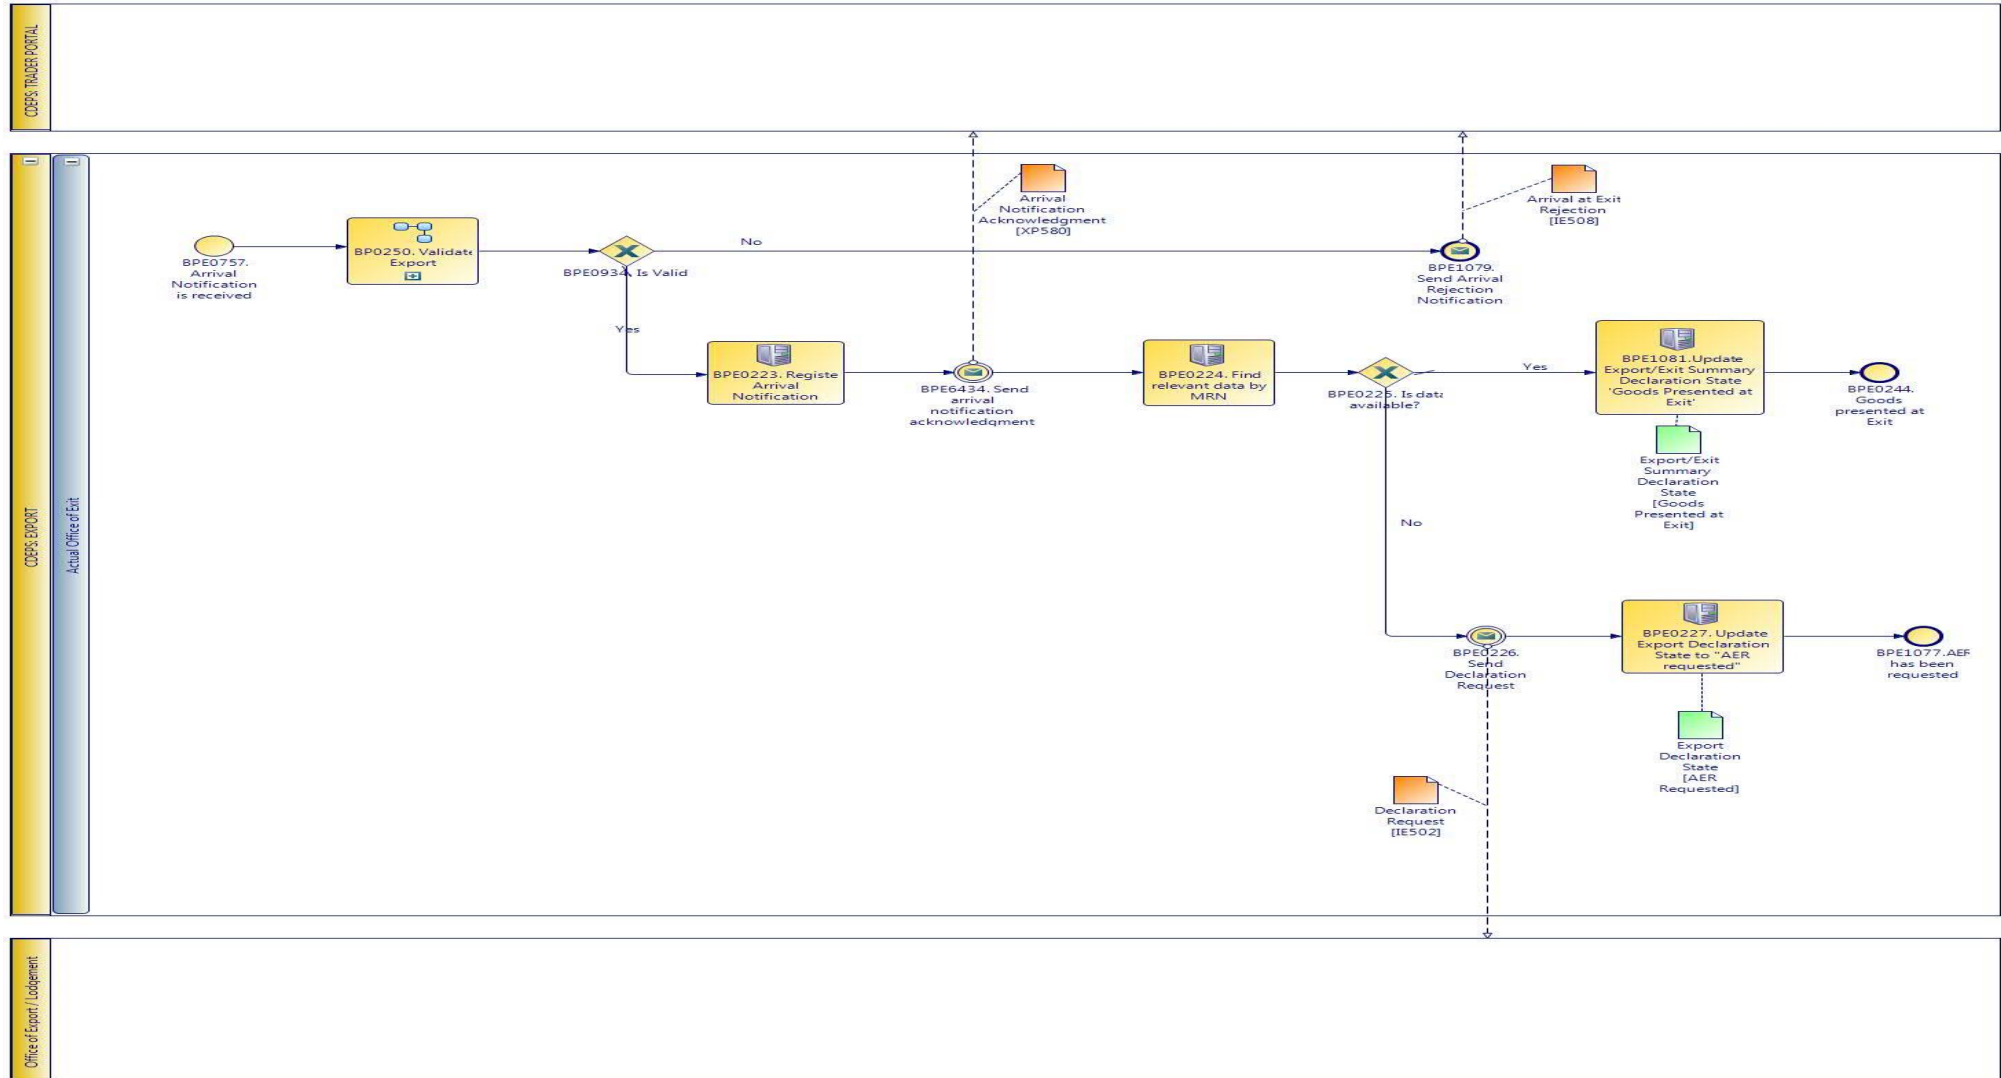 CDEPS: TRADER PORTAL
CDEPS: EXPORT
Actual Office of Exit
BPE0757.
Arrival
Notification
is received
BP0250. Validate
Export
BPE0934. Is Valid
No
Yes
Arrival
Notification
Acknowledgment
[XP580]
Arrival at Exit
Rejection
[IE508]
BPE1079.
Send Arrival
Rejection
Notification
BPE0223. Registe
Arrival
Notification
BPE6434. Send
arrival
notification
acknowledgment
BPE0224. Find
relevant data by
MRN
BPE0225. Is data
available?
Yes
BPE1081.Update
Export/Exit Summary
Declaration State
'Goods Presented at
Exit'
BPE0244.
Goods
presented at
Exit
Export/Exit
Summary
Declaration
State
[Goods
Presented at
Exit]
No
BPE0226.
Send
Declaration
Request
BPE0227. Update
Export Declaration
State to "AER
requested"
BPE1077.AER
has been
requested
Export
Declaration
State
[AER
Requested]
Declaration
Request
[IE502]
Office of Export / Lodgement